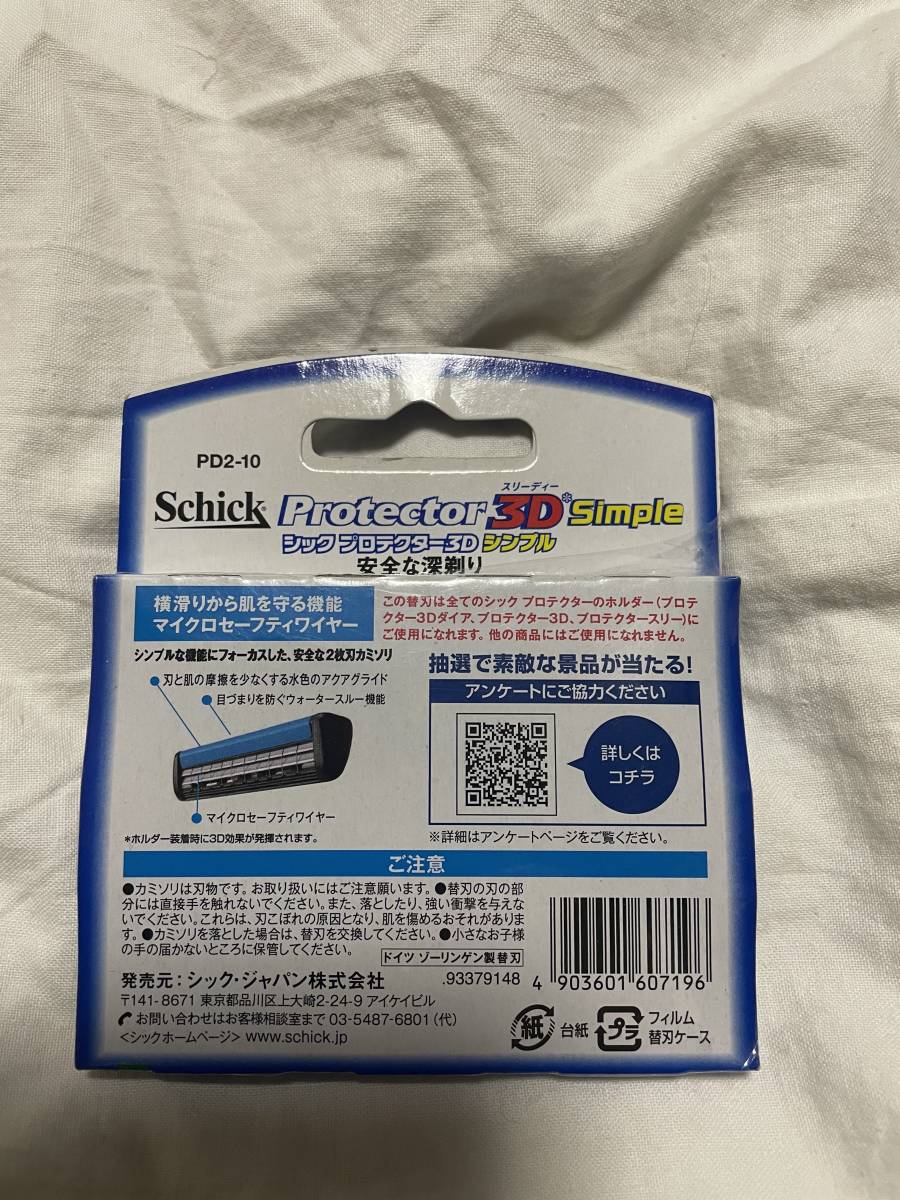 PD2-10
Schick Protector 3D* Simple
スリーディー
シック プロテクター3D シンプル
安全な深剃り
横滑りから肌を守る機能
マイクロセーフティワイヤー
この替刃は全てのシック プロテクターのホルダー(プロテ
クター3Dダイア、プロテクター3D、プロテクタースリー)に
ご使用になれます。他の商品にはご使用になれません。
シンプルな機能にフォーカスした、安全な2枚刃カミソリ
刃と肌の摩擦を少なくする水色のアクアグライド
目づまりを防ぐウォータースルー機能
マイクロセーフティワイヤー
*ホルダー装着時に3D効果が発揮されます。
抽選で素敵な景品が当たる!
アンケートにご協力ください
詳しくは
コチラ
※詳細はアンケートページをご覧ください。
ご注意
●カミソリは刃物です。お取り扱いにはご注意願います。●替刃の刃の部
分には直接手を触れないでください。また、落としたり、強い衝撃を与えな
いでください。これらは、刃こぼれの原因となり、肌を傷めるおそれがありま
す。●カミソリを落とした場合は、替刃を交換してください。●小さなお子様
の手の届かないところに保管してください。
ドイツ ゾーリンゲン製替刃
発売元:シック・ジャパン株式会社
.93379148
〒141-8671 東京都品川区上大崎2-24-9 アイケイビル
お問い合わせはお客様相談室まで 03-5487-6801(代)
<シックホームページ> www.schick.jp
4 903601 607196
紙 台紙
プラ フィルム
替刃ケース